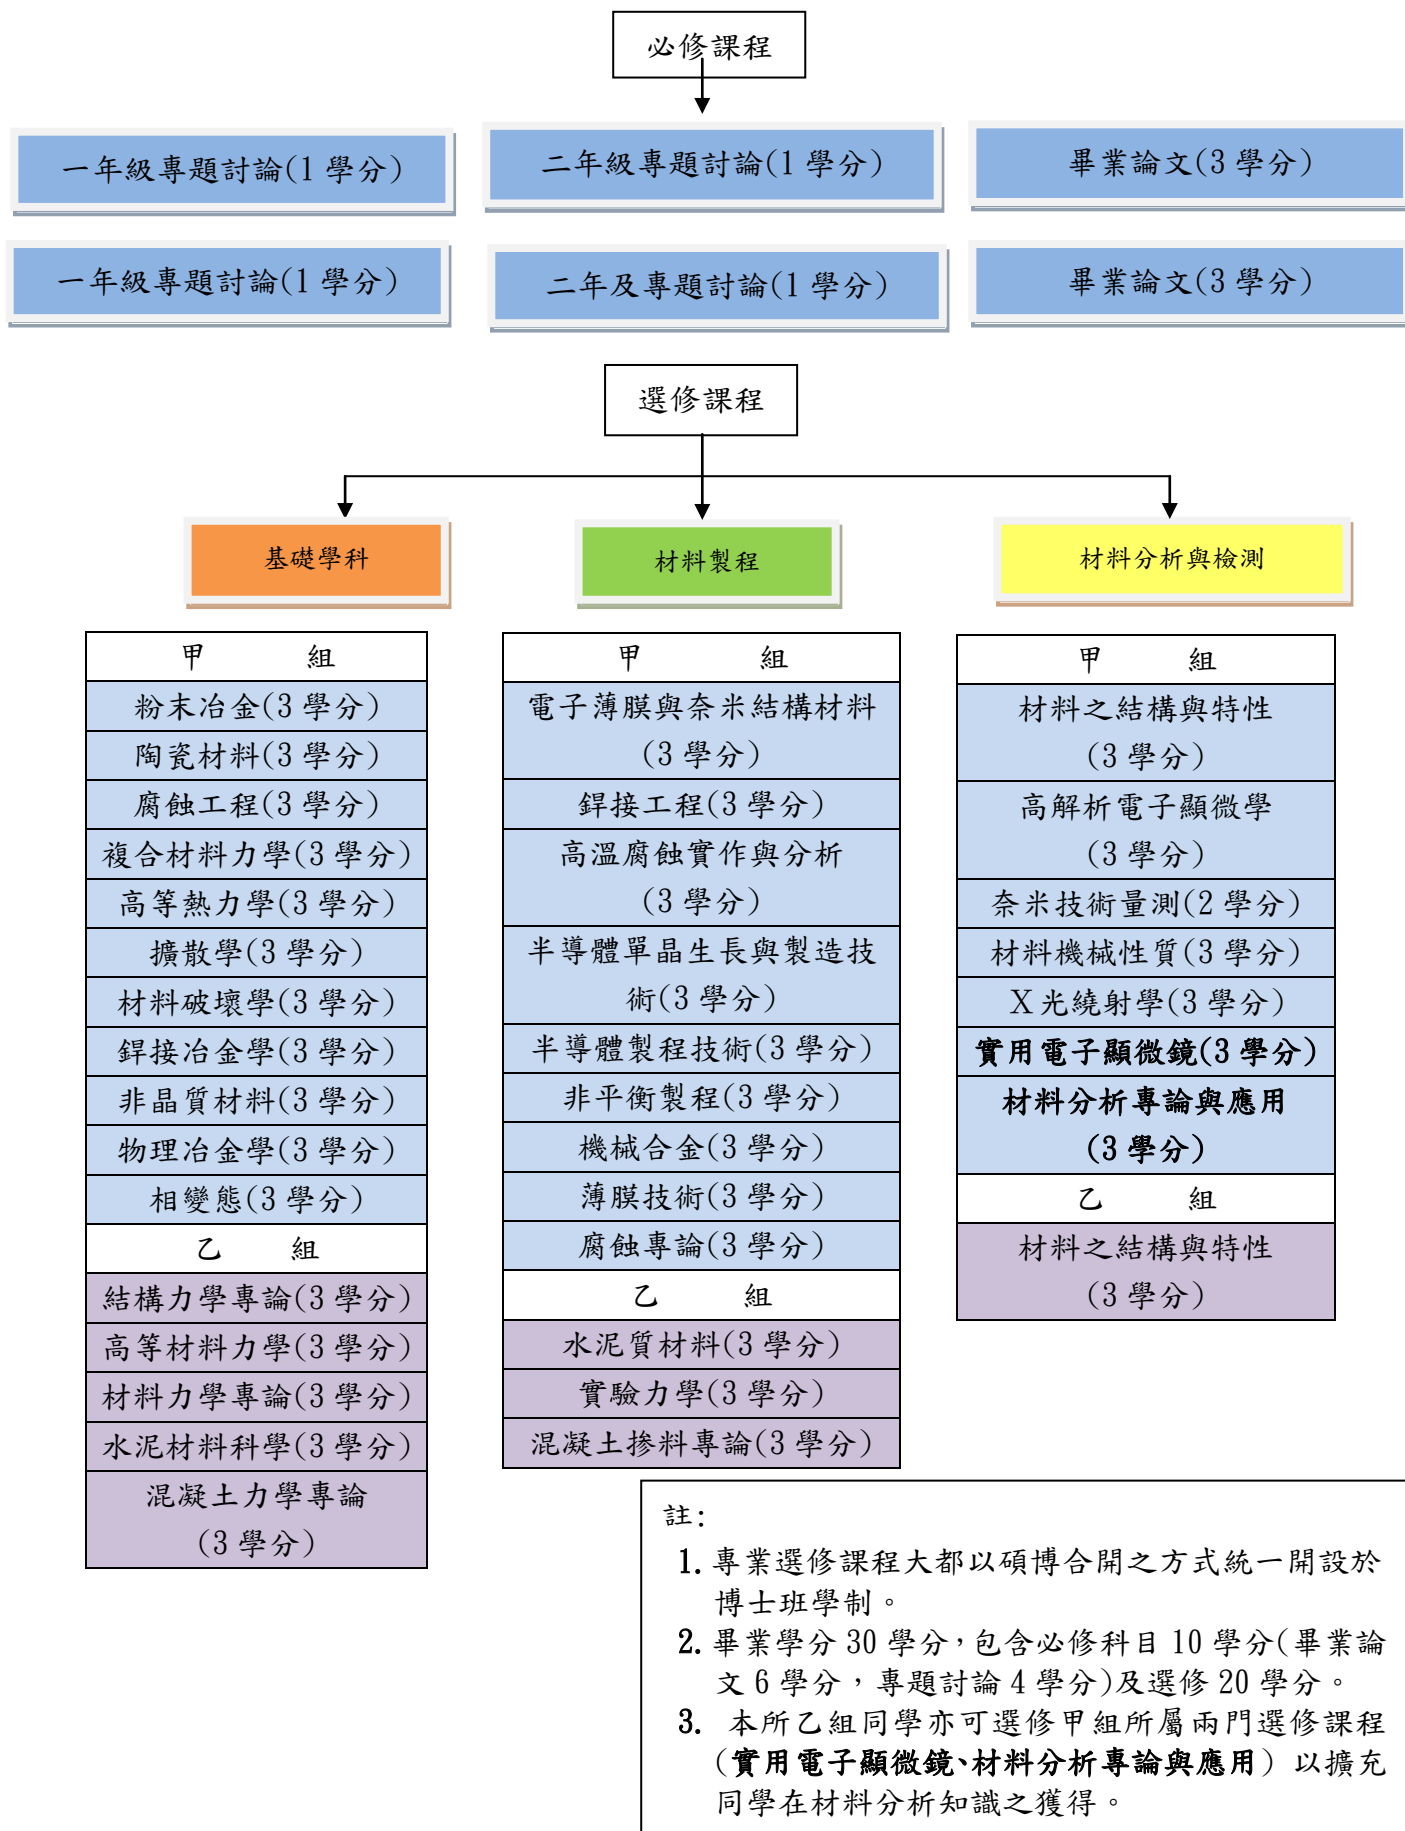 必修課程
一年級專題討論(1 學分)
二年級專題討論(1 學分)
畢業論文(3 學分)
一年級專題討論(1 學分)
二年及專題討論(1 學分)
畢業論文(3 學分)
選修課程
基礎學科
材料製程
材料分析與檢測
甲 組
粉末冶金(3 學分)
陶瓷材料(3 學分)
腐蝕工程(3 學分)
複合材料力學(3 學分)
高等熱力學(3 學分)
擴散學(3 學分)
材料破壞學(3 學分)
銲接冶金學(3 學分)
非晶質材料(3 學分)
物理冶金學(3 學分)
相變態(3 學分)
乙 組
結構力學專論(3 學分)
高等材料力學(3 學分)
材料力學專論(3 學分)
水泥材料科學(3 學分)
混凝土力學專論
(3 學分)
甲 組
電子薄膜與奈米結構材料
(3 學分)
銲接工程(3 學分)
高溫腐蝕實作與分析
(3 學分)
半導體單晶生長與製造技
術(3 學分)
半導體製程技術(3 學分)
非平衡製程(3 學分)
機械合金(3 學分)
薄膜技術(3 學分)
腐蝕專論(3 學分)
乙 組
水泥質材料(3 學分)
實驗力學(3 學分)
混凝土摻料專論(3 學分)
甲 組
材料之結構與特性
(3 學分)
高解析電子顯微學
(3 學分)
奈米技術量測(2 學分)
材料機械性質(3 學分)
X光繞射學(3 學分)
實用電子顯微鏡(3 學分)
材料分析專論與應用
(3 學分)
乙 組
材料之結構與特性
(3 學分)
註:
1. 專業選修課程大都以碩博合開之方式統一開設於
博士班學制。
2. 畢業學分 30 學分，包含必修科目 10 學分(畢業論
文 6 學分，專題討論 4 學分)及選修 20 學分。
3. 本所乙組同學亦可選修甲組所屬兩門選修課程
(實用電子顯微鏡、材料分析專論與應用) 以擴充
同學在材料分析知識之獲得。